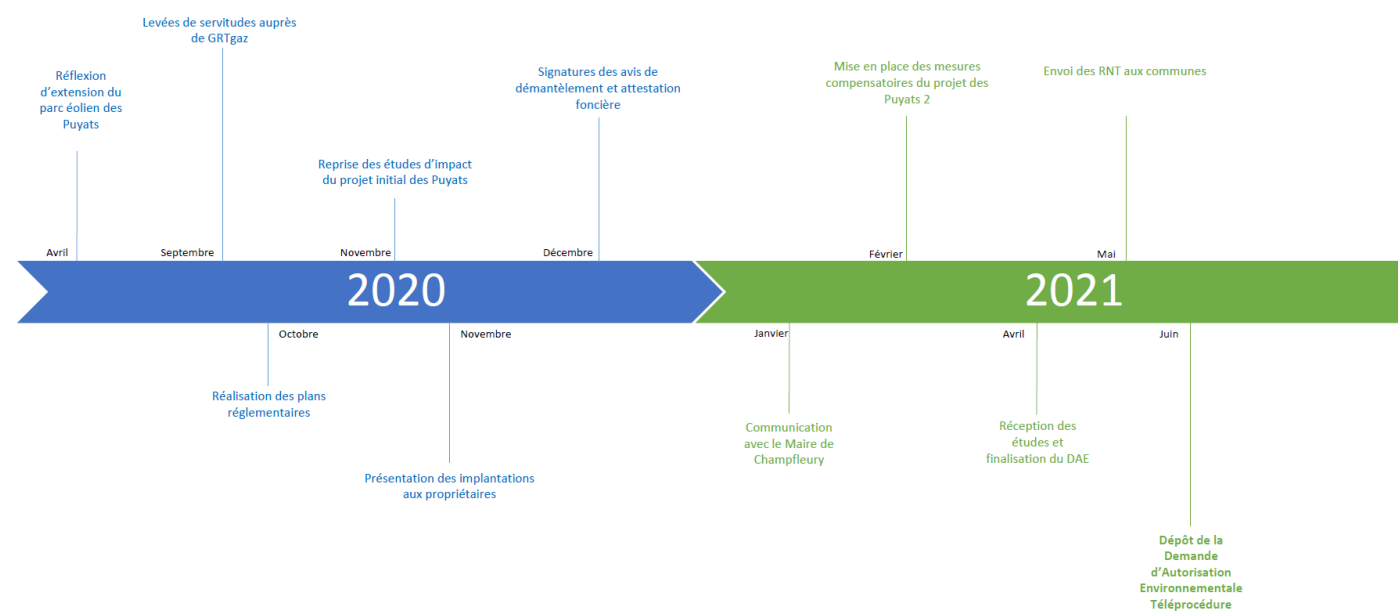 Levées de servitudes auprès
de GRTgaz
Réflexion
d'extension du
parc éolien des
Puyats
Signatures des avis de
démantèlement et attestation
foncière
Mise en place des mesures
compensatoires du projet des
Puyats 2
Envoi des RNT aux communes
Reprise des études d'impact
du projet initial des Puyats
Avril
Septembre
Novembre
Décembre
Février
Mai
2020
2021
Octobre
Novembre
Janvier
Avril
Juin
Réalisation des plans
réglementaires
Présentation des implantations
aux propriétaires
Communication
avec le Maire de
Champfleury
Réception des
études et
finalisation du DAE
Dépôt de la
Demande
d'Autorisation
Environnementale
Téléprocédure